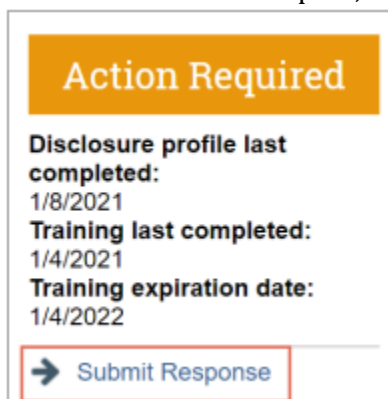 Action Required
Disclosure profile last
completed:
1/8/2021
Training last completed:
1/4/2021
Training expiration date:
1/4/2022
Submit Response